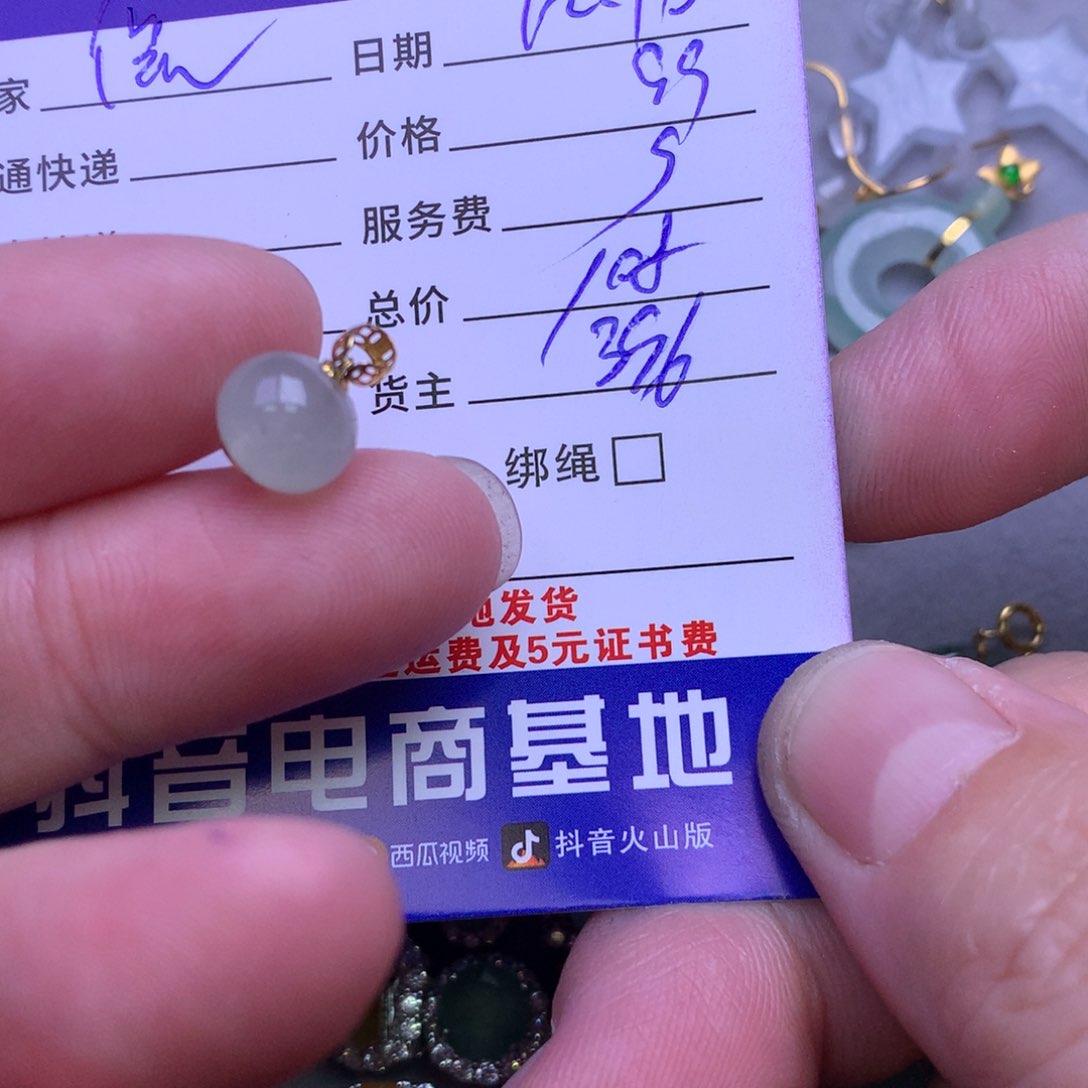 家 日期
通快递 价格 99
服务费 5
总价 104
货主 3976
绑绳
地发货
运费及5元证书费
抖音电商基地
西瓜视频 抖音火山版